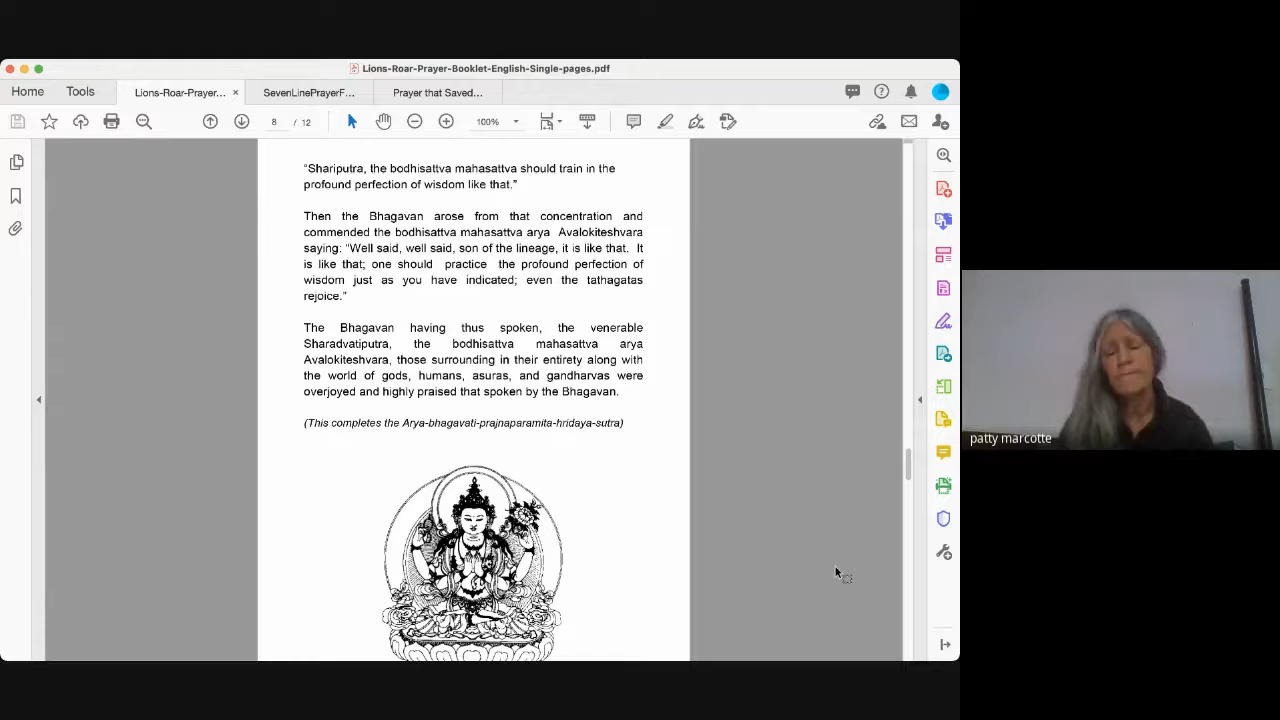 Lions-Roar-Prayer-Booklet-English-Single-pages.pdf
Home Tools Lions-Roar-Prayer... × SevenLinePrayerF... Prayer that Saved...
8 / 12 100%
“Shariputra, the bodhisattva mahasattva should train in the
profound perfection of wisdom like that.”
Then the Bhagavan arose from that concentration and
commended the bodhisattva mahasattva arya Avalokiteshvara
saying: “Well said, well said, son of the lineage, it is like that. It
is like that; one should practice the profound perfection of
wisdom just as you have indicated; even the tathagatas
rejoice.”
The Bhagavan having thus spoken, the venerable
Sharadvatiputra, the bodhisattva mahasattva arya
Avalokiteshvara, those surrounding in their entirety along with
the world of gods, humans, asuras, and gandharvas were
overjoyed and highly praised that spoken by the Bhagavan.
(This completes the Arya-bhagavati-prajnaparamita-hridaya-sutra)
patty marcotte